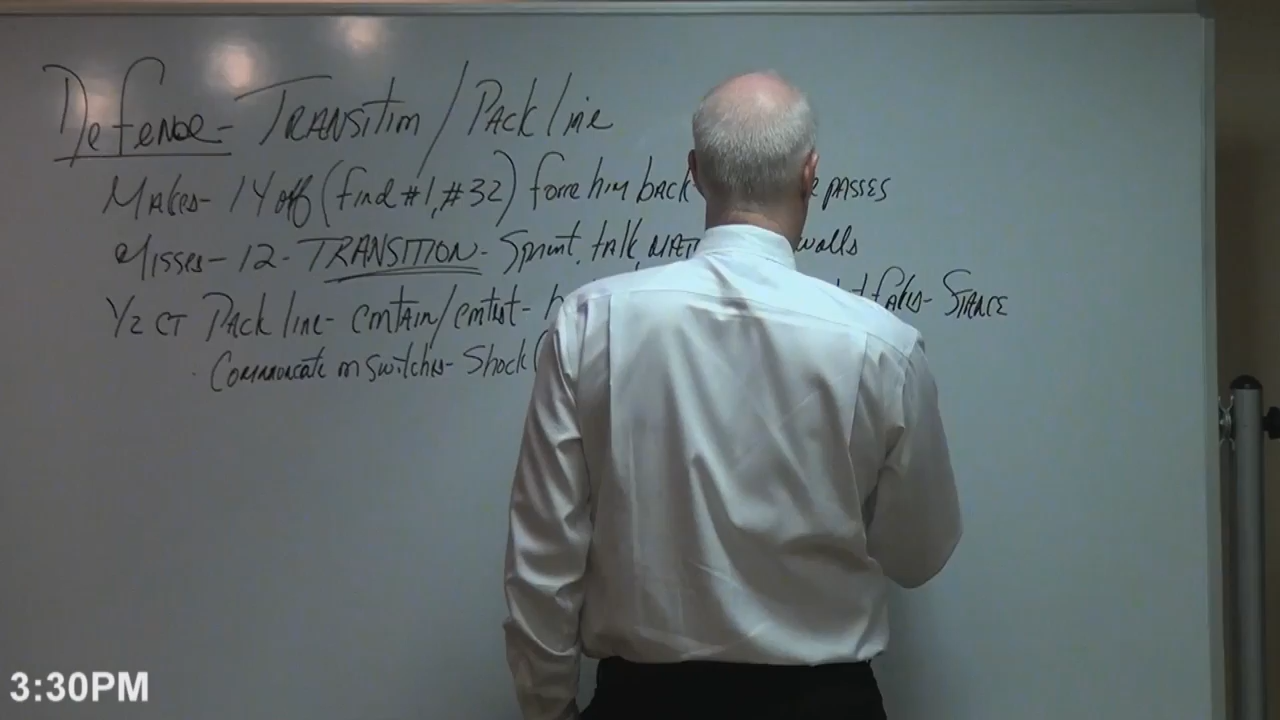 Defense- TRANSITION/Pack line
Makes- 14 off (find #1, #32) force him back PASSES
Misses- 12- TRANSITION- Sprint, talk, walls
1/2 CT Pack line- contain/contest- fakes- STANCE
· Communicate on switches- Shock (
3:30PM